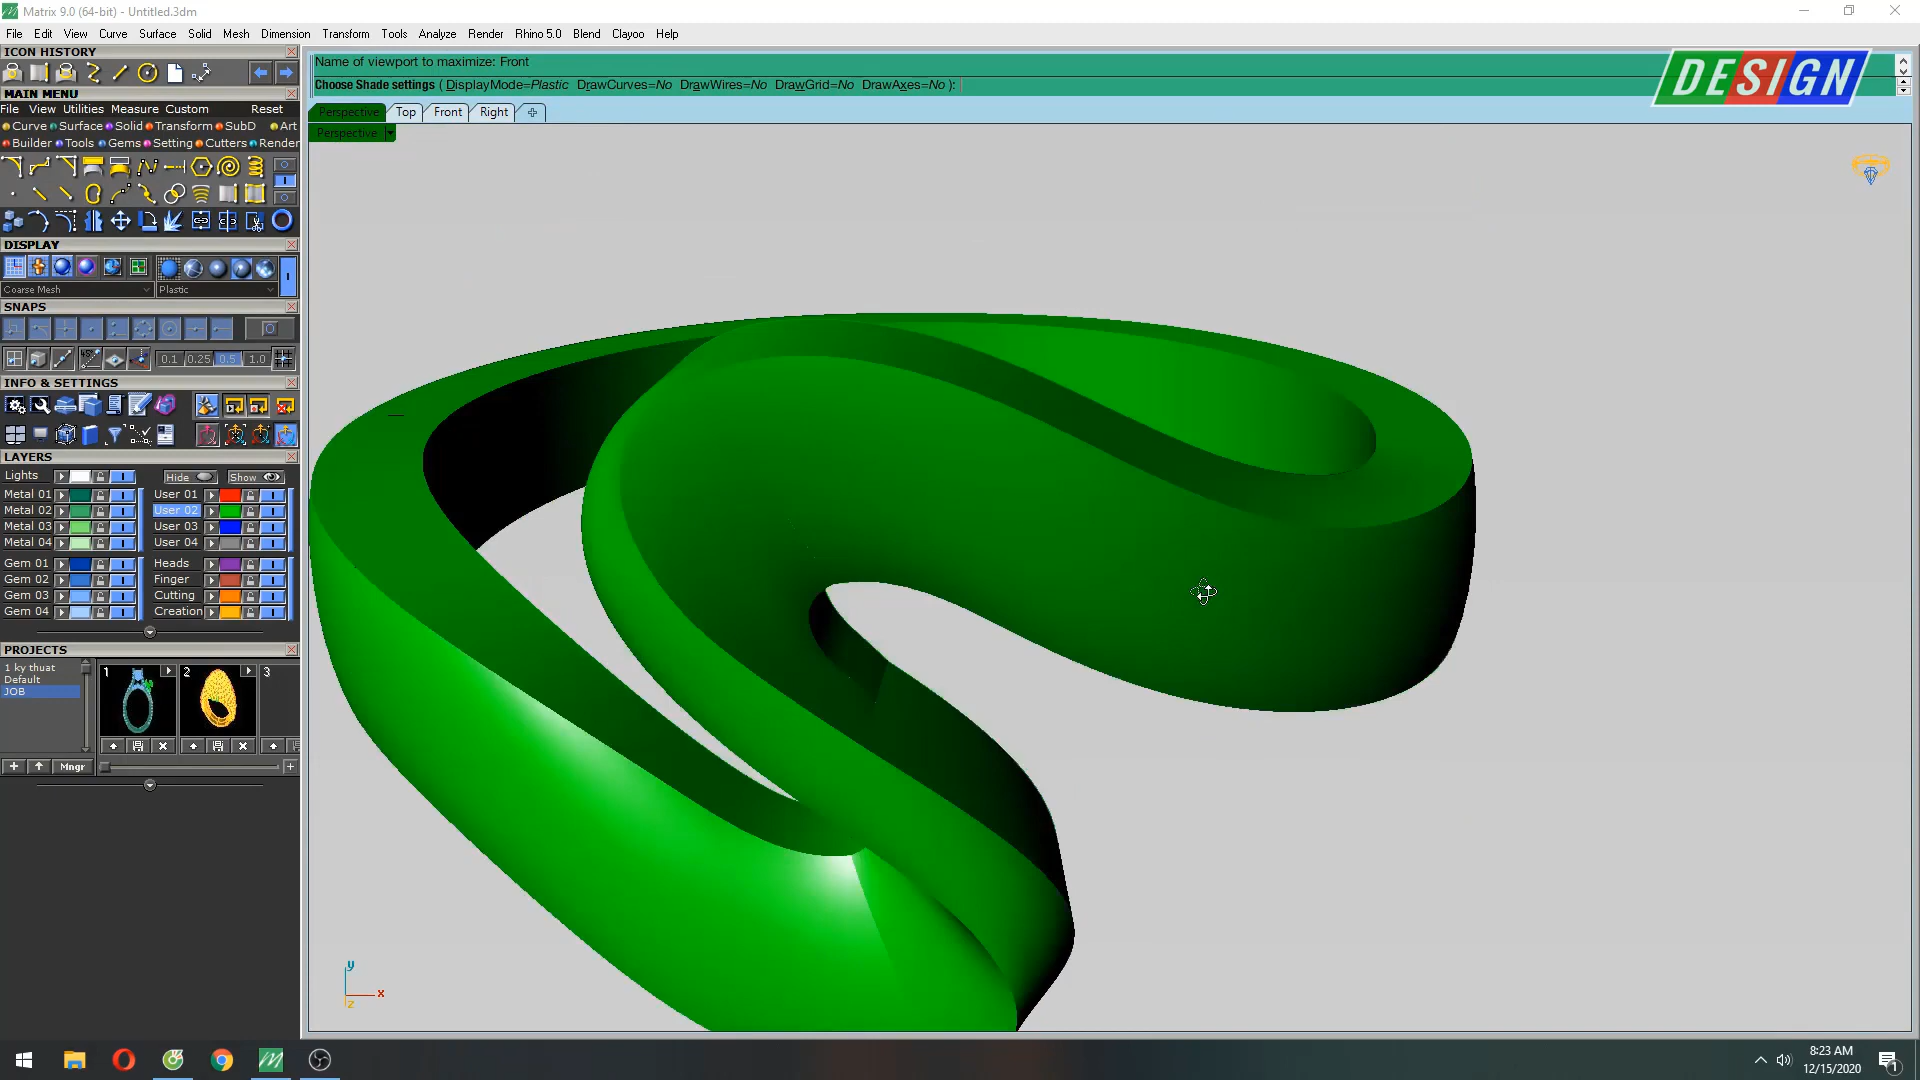 Matrix 9.0 (64-bit) - Untitled.3dm
File Edit View Curve Surface Solid Mesh Dimension Transform Tools Analyze Render Rhino 5.0 Blend Clayoo Help
ICON HISTORY
Name of viewport to maximize: Front
Choose Shade settings ( DisplayMode=Plastic DrawCurves=No DrawWires=No DrawGrid=No DrawAxes=No ):
DESIGN
MAIN MENU
File View Utilities Measure Custom Reset
Perspective Top Front Right
Curve Surface Solid Transform SubD Art
Perspective
Builder Tools Gems Setting Cutters Render
DISPLAY
Coarse Mesh Plastic
SNAPS
0.1 0.25 0.5 1.0
INFO & SETTINGS
LAYERS
Lights Hide Show
Metal 01 User 01
Metal 02 User 02
Metal 03 User 03
Metal 04 User 04
Gem 01 Heads
Gem 02 Finger
Gem 03 Cutting
Gem 04 Creation
PROJECTS
1 ky thuat
Default
JOB
1 2 3
Mngr
y
x
z
8:23 AM
12/15/2020
1